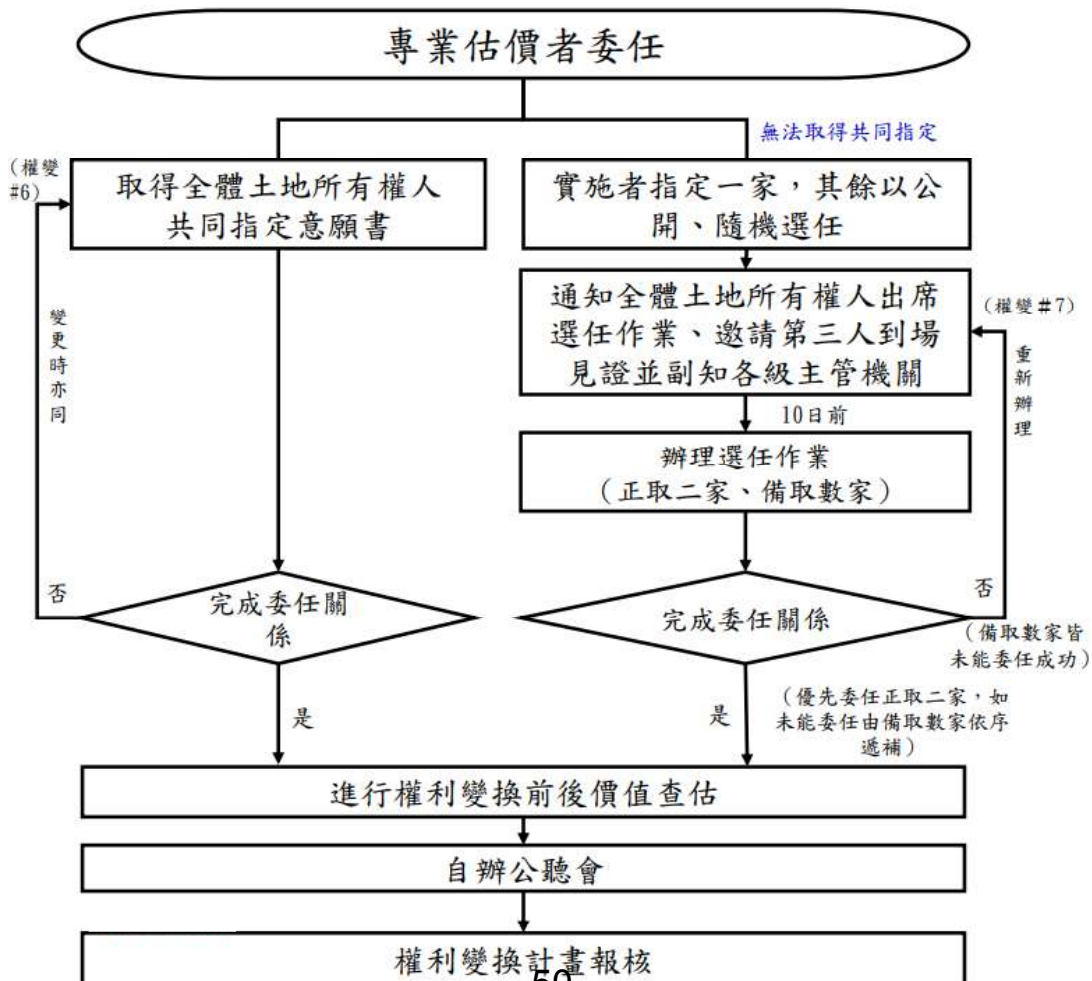 專業估價者委任
無法取得共同指定
(權變
#6)
取得全體土地所有權人
共同指定意願書
實施者指定一家，其餘以公
開、隨機選任
通知全體土地所有權人出席
選任作業、邀請第三人到場
見證並副知各級主管機關
(權變#7)
變更時亦同
重新辦理
10日前
辦理選任作業
（正取二家、備取數家）
否
完成委任關
係
完成委任關係
否
(備取數家皆
未能委任成功)
是
是
（優先委任正取二家，如
未能委任由備取數家依序
遞補）
進行權利變換前後價值查估
自辦公聽會
權利變換計畫報核
50